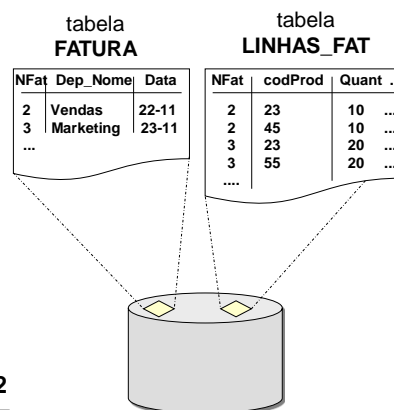 tabela
FATURA
NFat Dep_Nome Data
2 Vendas 22-11
3 Marketing 23-11
...
tabela
LINHAS_FAT
NFat codProd Quant .
2 23 10 ...
2 45 10 ...
3 23 20 ...
3 55 20 ...
....
2